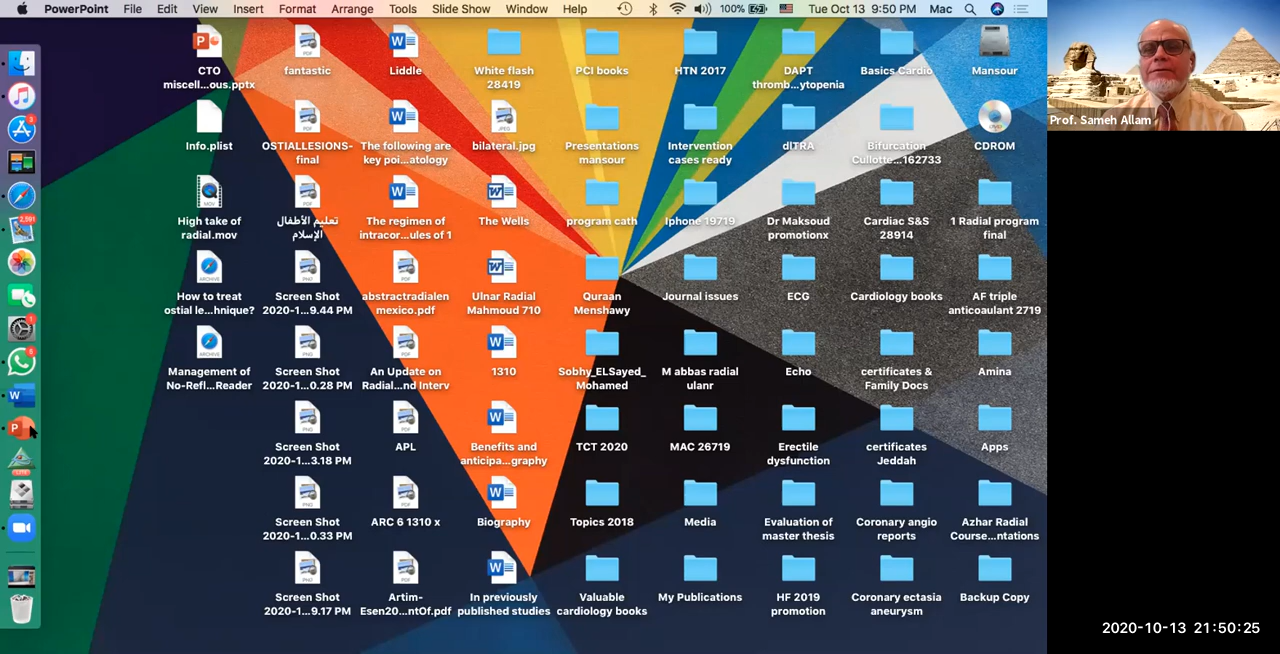 PowerPoint File Edit View Insert Format Arrange Tools Slide Show Window Help 100% Tue Oct 13 9:50 PM Mac
CTO
miscell...ous.pptx
fantastic
Liddle
White flash
28419
PCI books
HTN 2017
DAPT
thromb...ytopenia
Basics Cardio
Mansour
Info.plist
OSTIALLESIONS-
final
The following are
key poi...atology
bilateral.jpg
Presentations
mansour
Intervention
cases ready
dITRA
Bifurcation
Cullotte...162733
CDROM
High take of
radial.mov
تعليم الأطفال
الإسلام
The regimen of
intracor...ules of 1
The Wells
program cath
Iphone 19719
Dr Maksoud
promotionx
Cardiac S&S
28914
1 Radial program
final
How to treat
ostial le...hnique?
Screen Shot
2020-1...9.44 PM
abstractradialen
mexico.pdf
Ulnar Radial
Mahmoud 710
Quraan
Menshawy
Journal issues
ECG
Cardiology books
AF triple
anticoaulant 2719
Management of
No-Refl...Reader
Screen Shot
2020-1...0.28 PM
An Update on
Radial...nd Interv
1310
Sobhy_ELSayed_
Mohamed
M abbas radial
ulanr
Echo
certificates &
Family Docs
Amina
Screen Shot
2020-1...3.18 PM
APL
Benefits and
anticipa...graphy
TCT 2020
MAC 26719
Erectile
dysfunction
certificates
Jeddah
Apps
Screen Shot
2020-1...0.33 PM
ARC 6 1310 x
Biography
Topics 2018
Media
Evaluation of
master thesis
Coronary angio
reports
Azhar Radial
Course...ntations
Screen Shot
2020-1...9.17 PM
Artim-
Esen20...ntOf.pdf
In previously
published studies
Valuable
cardiology books
My Publications
HF 2019
promotion
Coronary ectasia
aneurysm
Backup Copy
Prof. Sameh Allam
2020-10-13 21:50:25